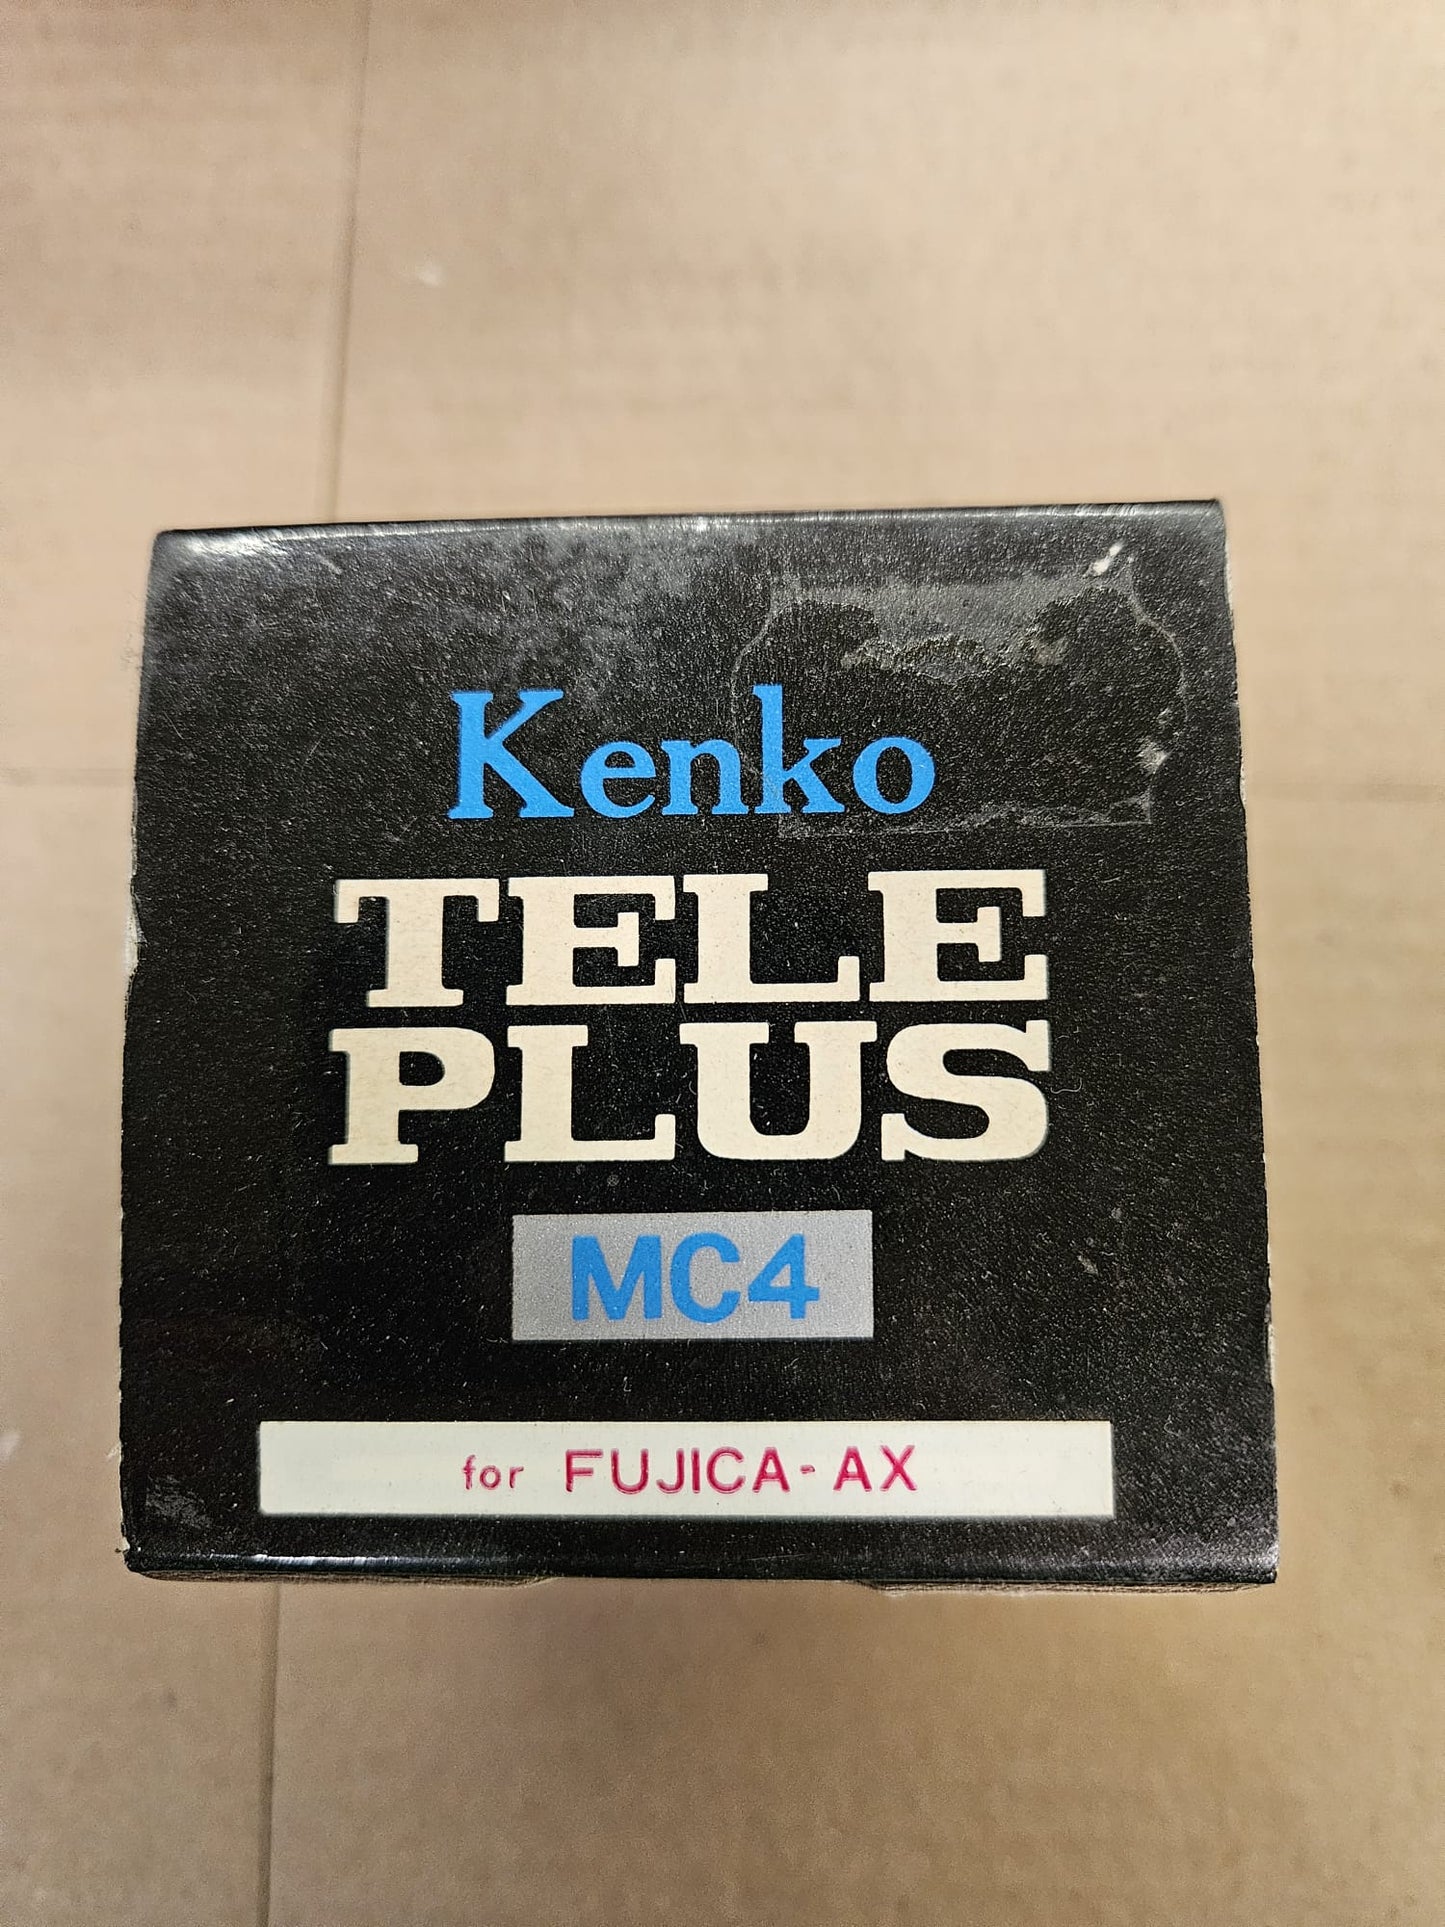 Kenko
TELE
PLUS
MC4
for FUJICA-AX